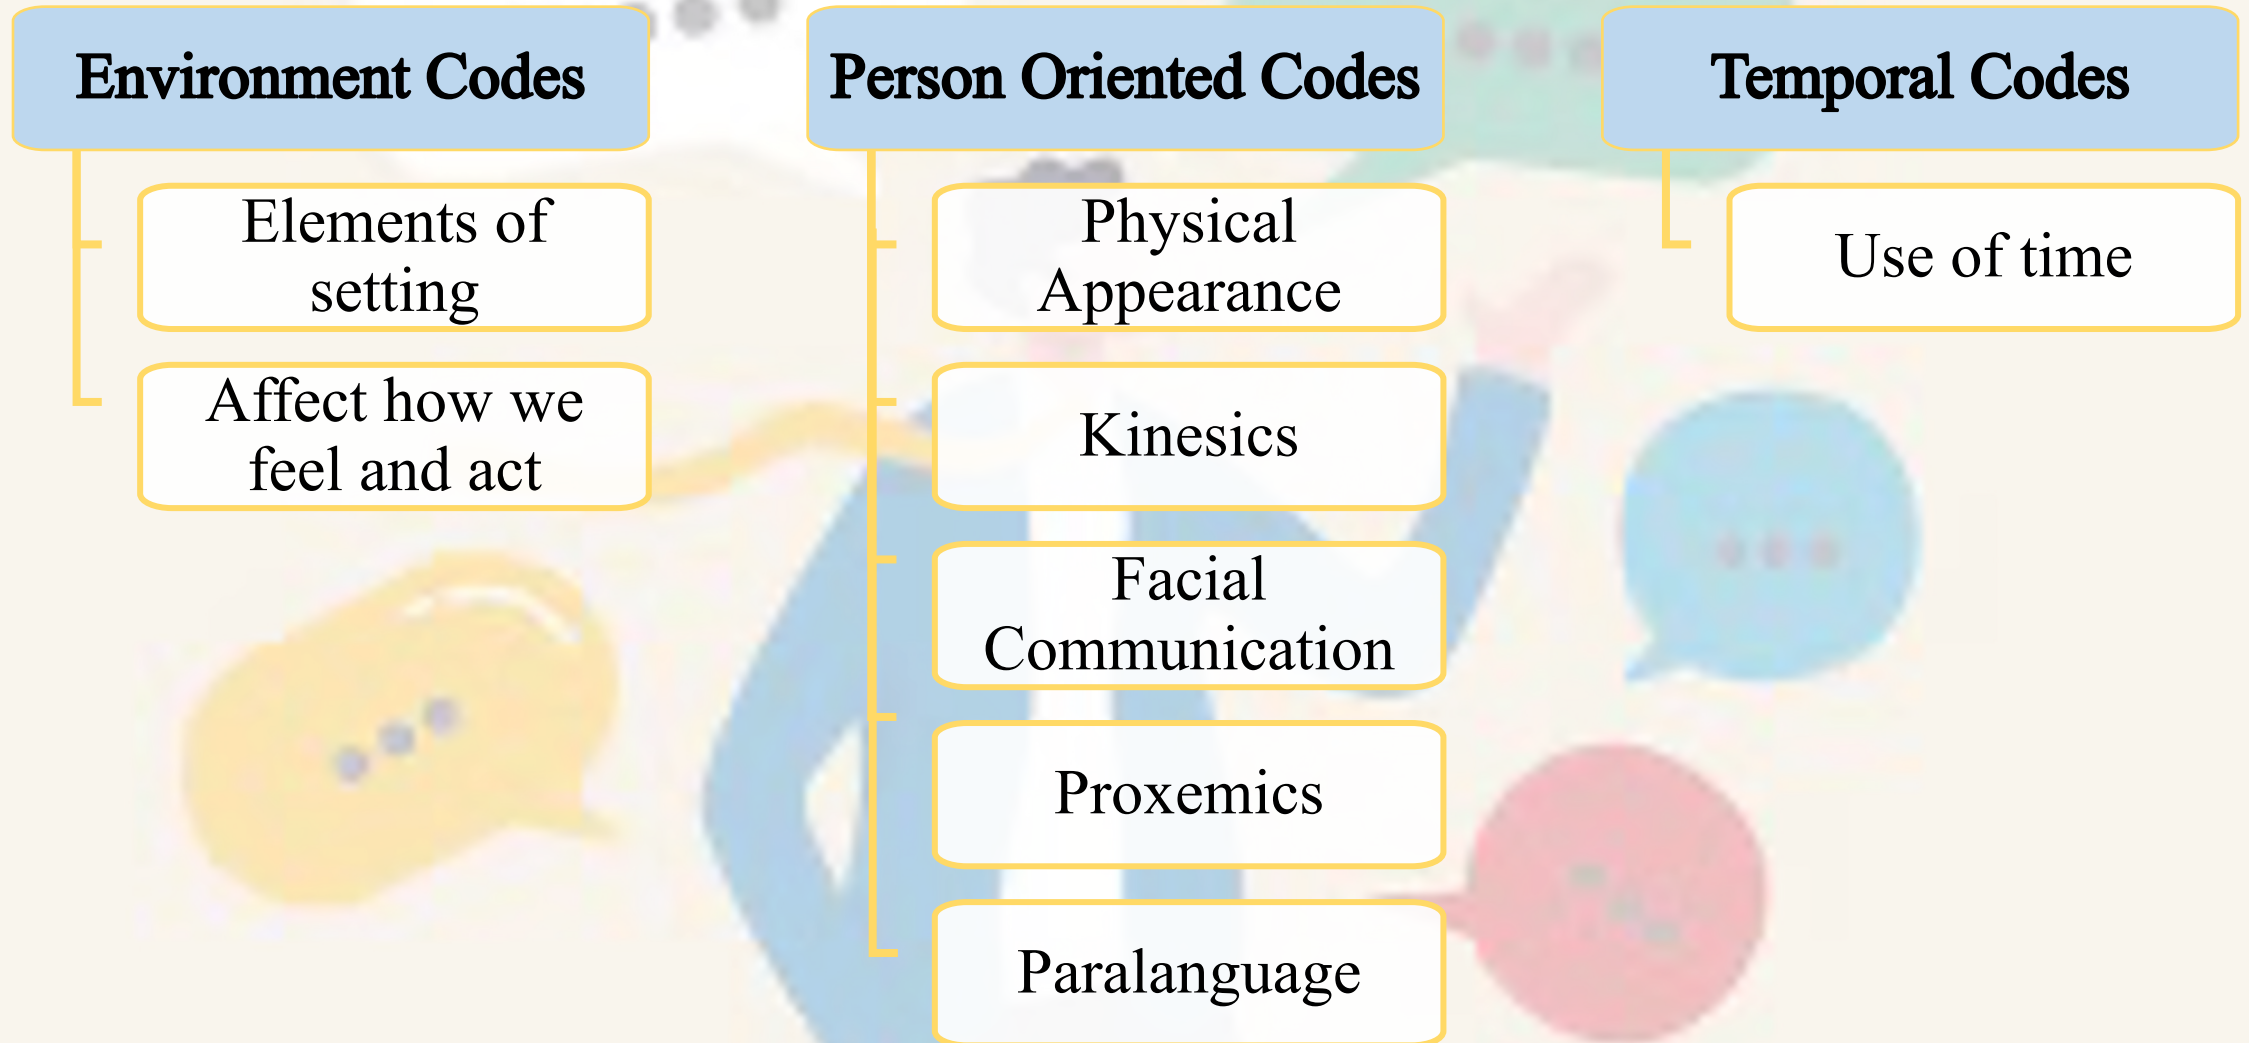 Environment Codes
Elements of
setting
Affect how we
feel and act
Person Oriented Codes
Physical
Appearance
Kinesics
Facial
Communication
Proxemics
Paralanguage
Temporal Codes
Use of time